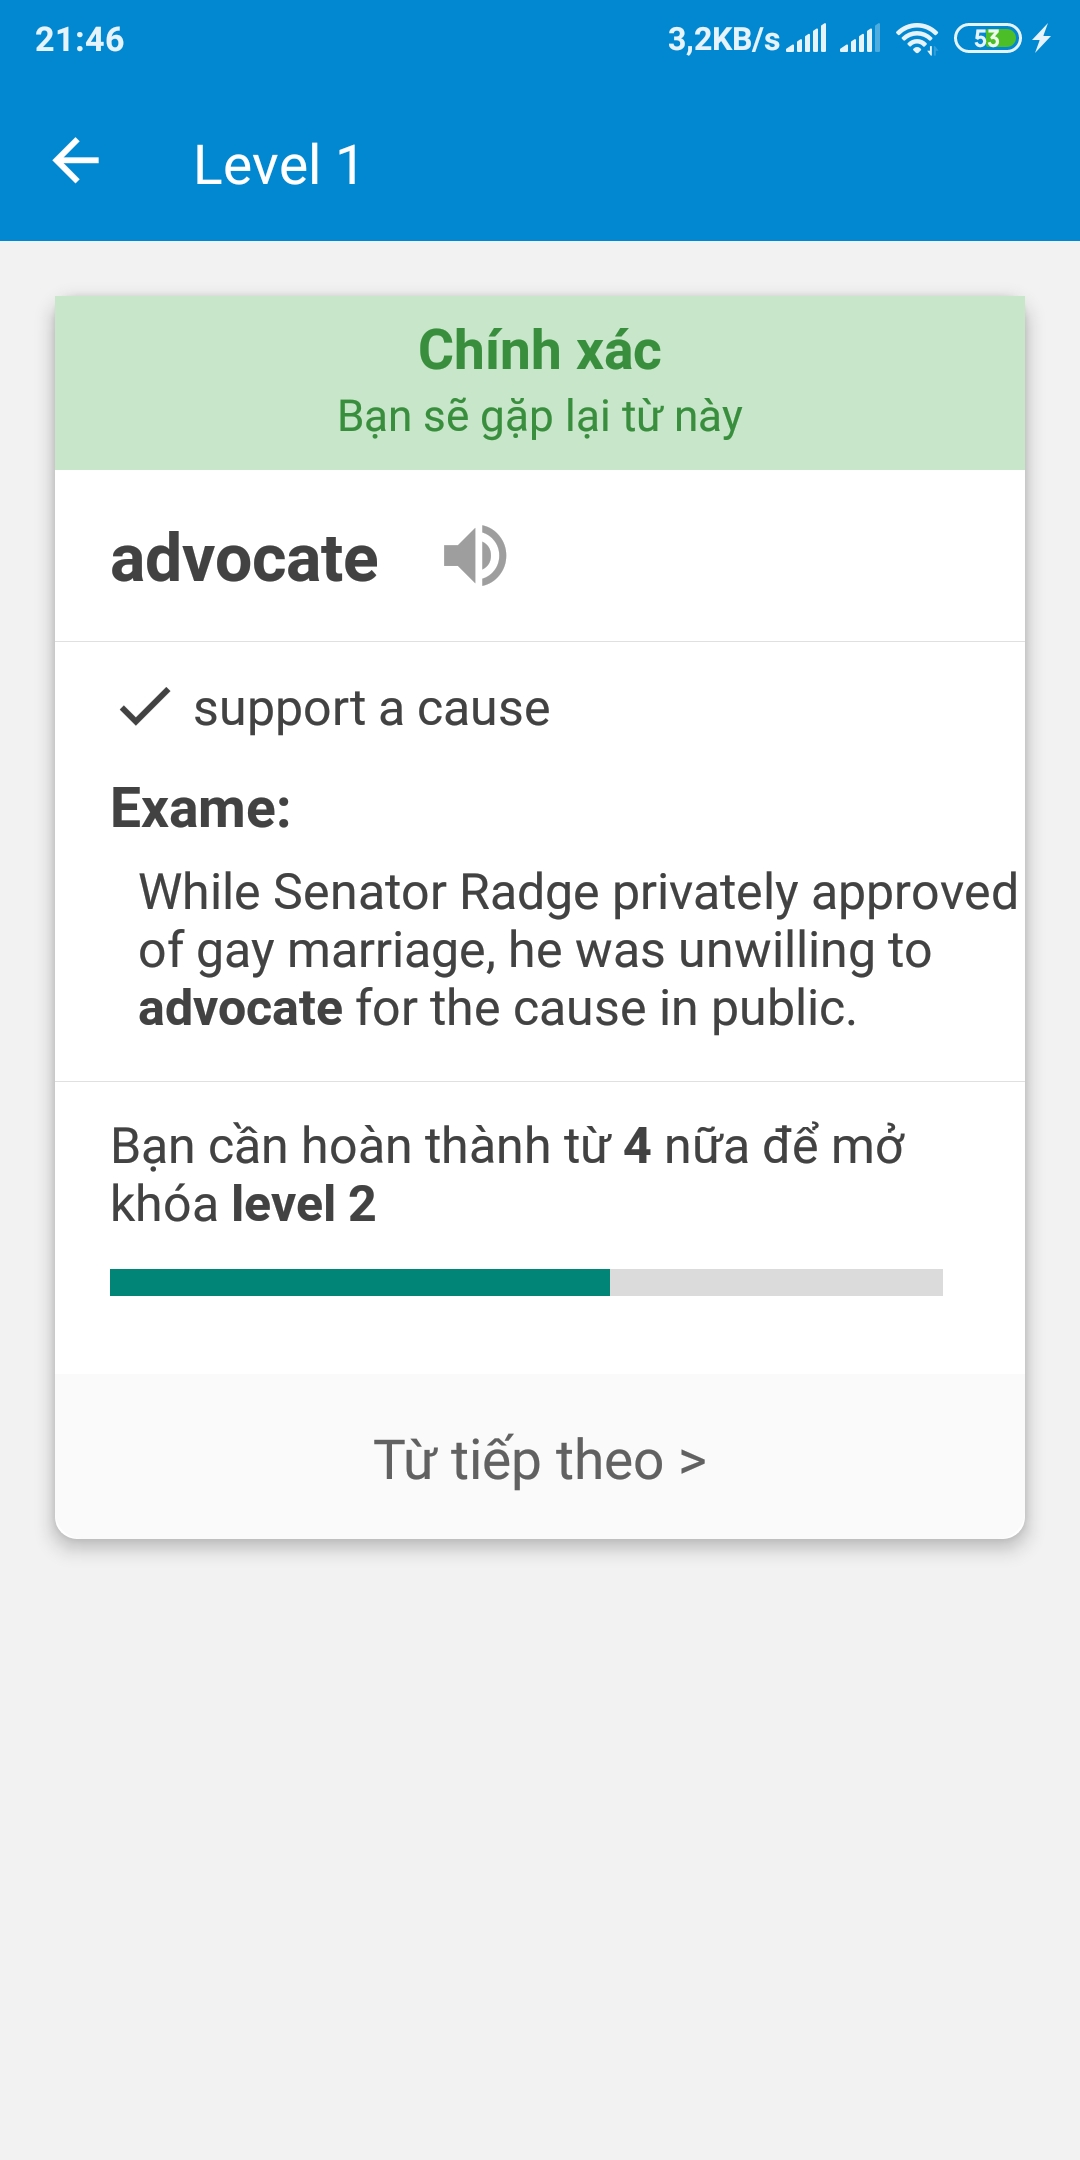 21:46 3,2KB/s 53
Level 1
Chính xác
Bạn sẽ gặp lại từ này
advocate
support a cause
Exame:
While Senator Radge privately approved
of gay marriage, he was unwilling to
advocate for the cause in public.
Bạn cần hoàn thành từ 4 nữa để mở
khóa level 2
Từ tiếp theo >